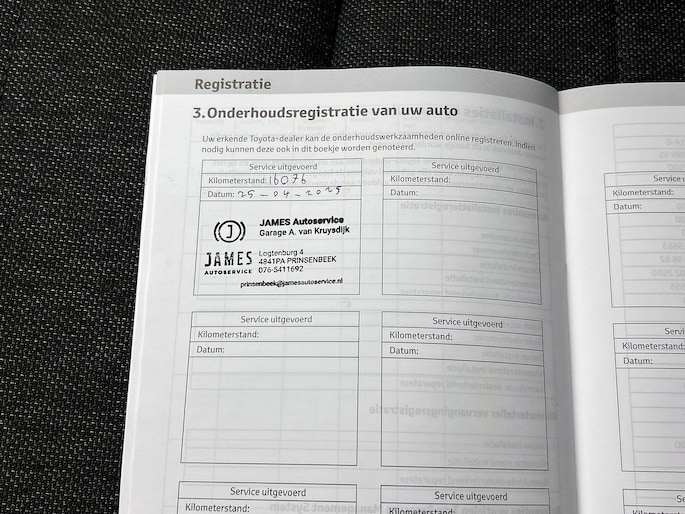 Registratie
3.Onderhoudsregistratie van uw auto
Uw erkende Toyota-dealer kan de onderhoudswerkzaamheden online registreren. Indien
nodig kunnen deze ook in dit boekje worden genoteerd.
Service uitgevoerd
Kilometerstand: 16076
Datum: 25-04-2025
JAMES Autoservice
Garage A. van Kruysdijk
JAMES
AUTOSERVICE
Logtenburg 4
4841PA PRINSENBEEK
076-5411692
prinsenbeek@jamesautoservice.nl
Service uitgevoerd
Kilometerstand:
Datum:
Service uitgevoerd
Kilometerstand:
Datum:
Service uitgevoerd
Kilometerstand:
Datum:
Service uitgevoerd
Kilometerstand:
Service uitgevoerd
Kilometerstand:
Service
Kilometerstand:
Datum:
Kilometerstand:
Datum:
Kilometerstand: